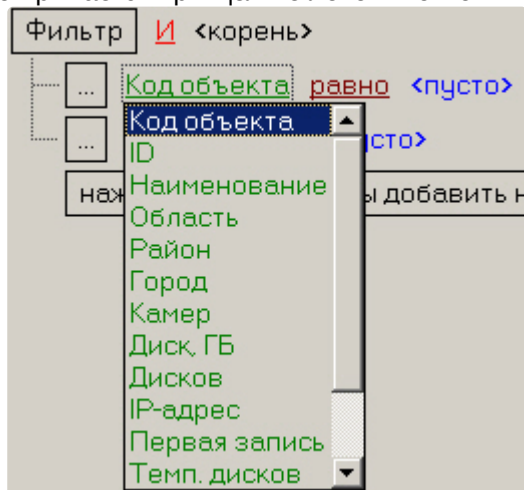 Фильтр И <корень>
... Код объекта равно <пусто>
Код объекта
... сто>
ID
Наименование
наж ы добавить н
Область
Район
Город
Камер
Диск, ГБ
Дисков
IP-адрес
Первая запись
Темп. дисков